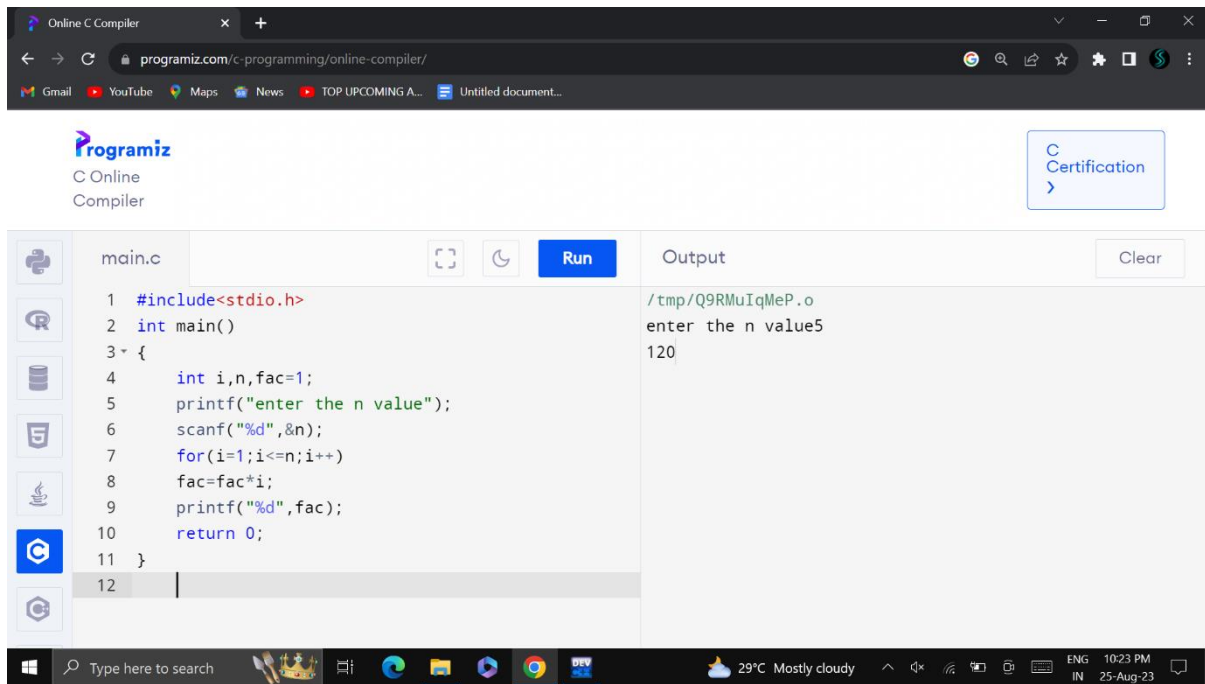 Online C Compiler
programiz.com/c-programming/online-compiler/
Gmail YouTube Maps News TOP UPCOMING A... Untitled document...
Programiz
C Online
Compiler
C
Certification
>
main.c
Run
Output
Clear
1 #include<stdio.h>
2 int main()
3 {
4 int i,n,fac=1;
5 printf("enter the n value");
6 scanf("%d",&n);
7 for(i=1;i<=n;i++)
8 fac=fac*i;
9 printf("%d",fac);
10 return 0;
11 }
12
/tmp/Q9RMuIqMeP.o
enter the n value5
120
Type here to search
DEV
29°C Mostly cloudy
ENG
IN
10:23 PM
25-Aug-23